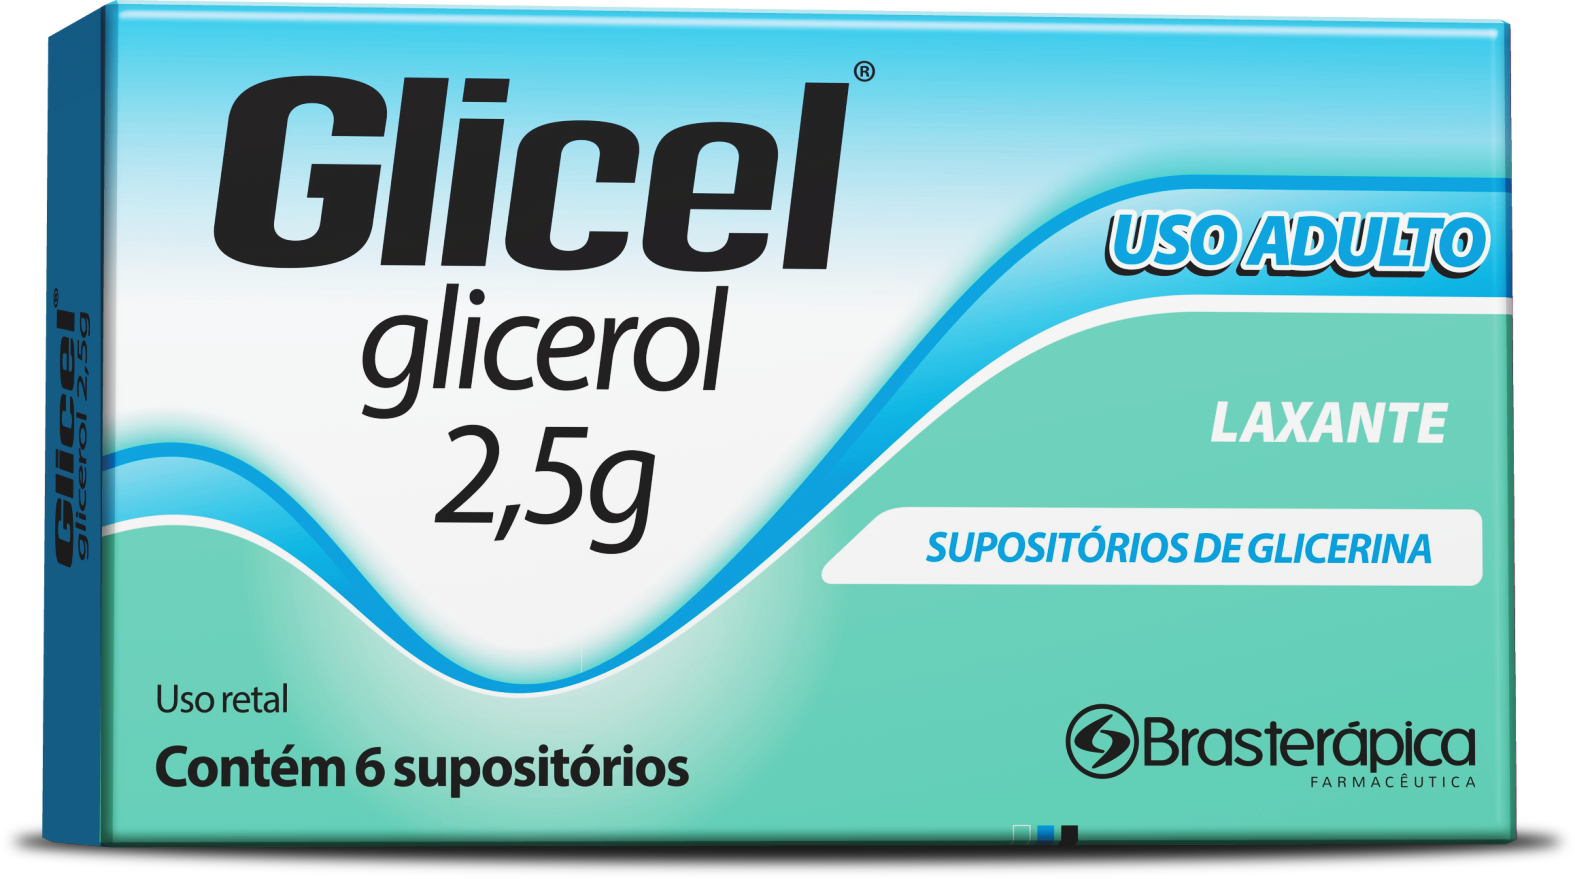 Glicel®
glicerol
2,5g
USO ADULTO
LAXANTE
SUPOSITÓRIOS DE GLICERINA
Uso retal
Contém 6 supositórios
Brasterápica
FARMACÊUTICA
Glicel®
glicerol 2,5g